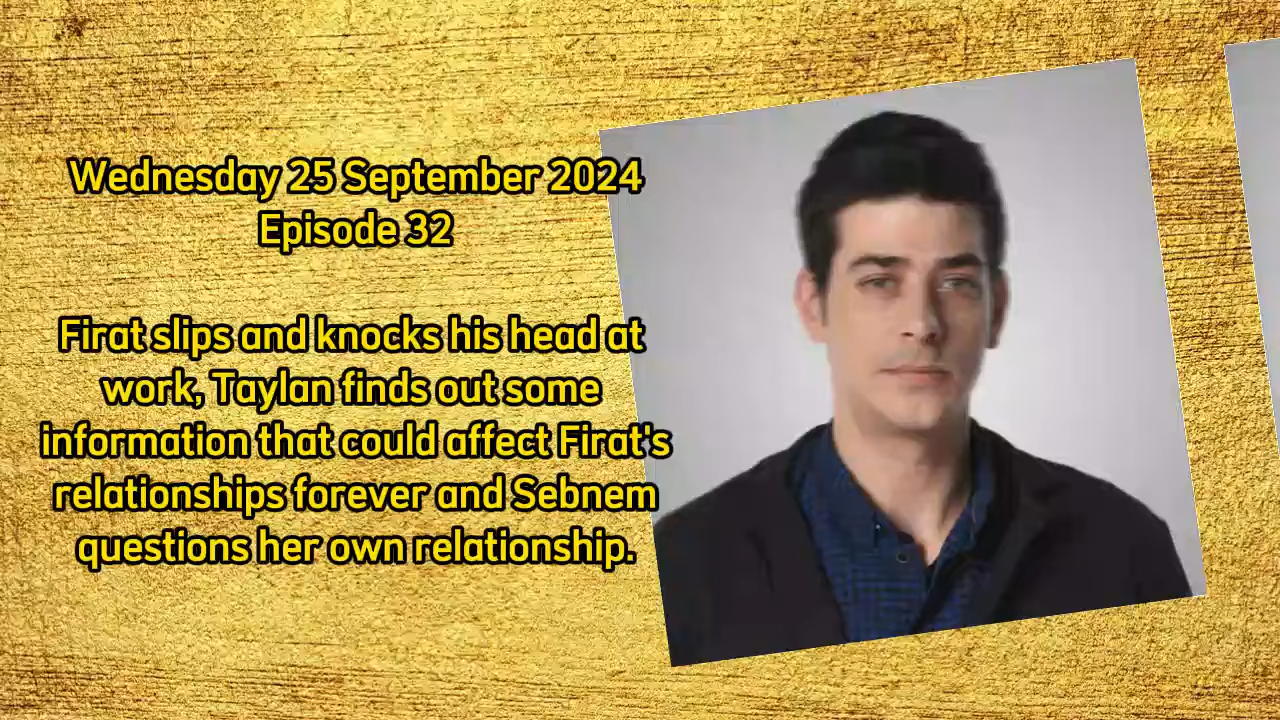 Wednesday 25 September 2024
Episode 32
Firat slips and knocks his head at
work, Taylan finds out some
information that could affect Firat's
relationships forever and Sebnem
questions her own relationship.